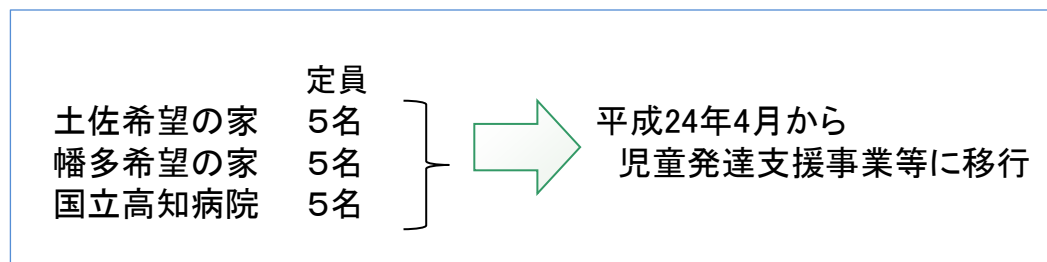 定員
土佐希望の家 5名
幡多希望の家 5名
国立高知病院 5名
平成24年4月から
児童発達支援事業等に移行